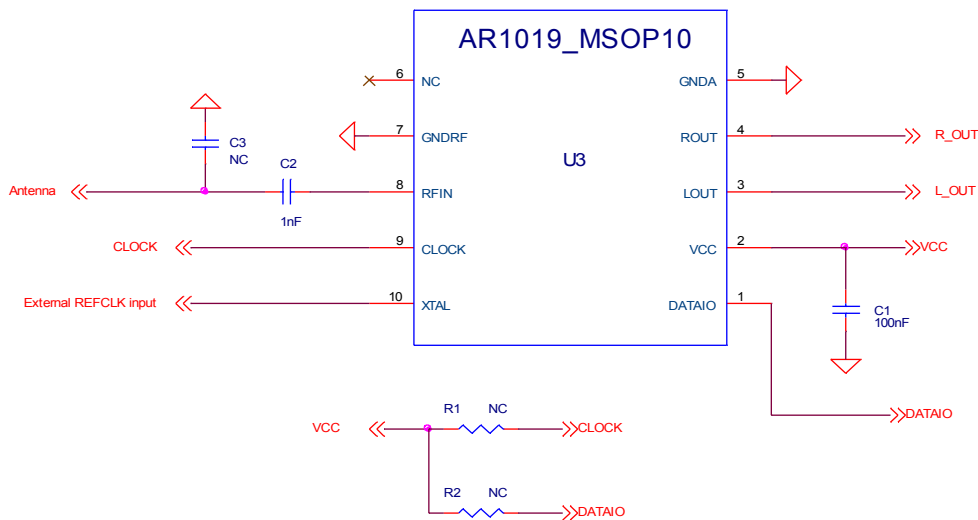 AR1019_MSOP10
6 NC
GNDA 5
C3
NC
7 GNDRF
ROUT 4
R_OUT
U3
Antenna
C2
1nF
8 RFIN
LOUT 3
L_OUT
CLOCK
9 CLOCK
VCC 2
VCC
External REFCLK input
10 XTAL
DATAIO 1
C1
100nF
DATAIO
VCC
R1 NC
CLOCK
R2 NC
DATAIO